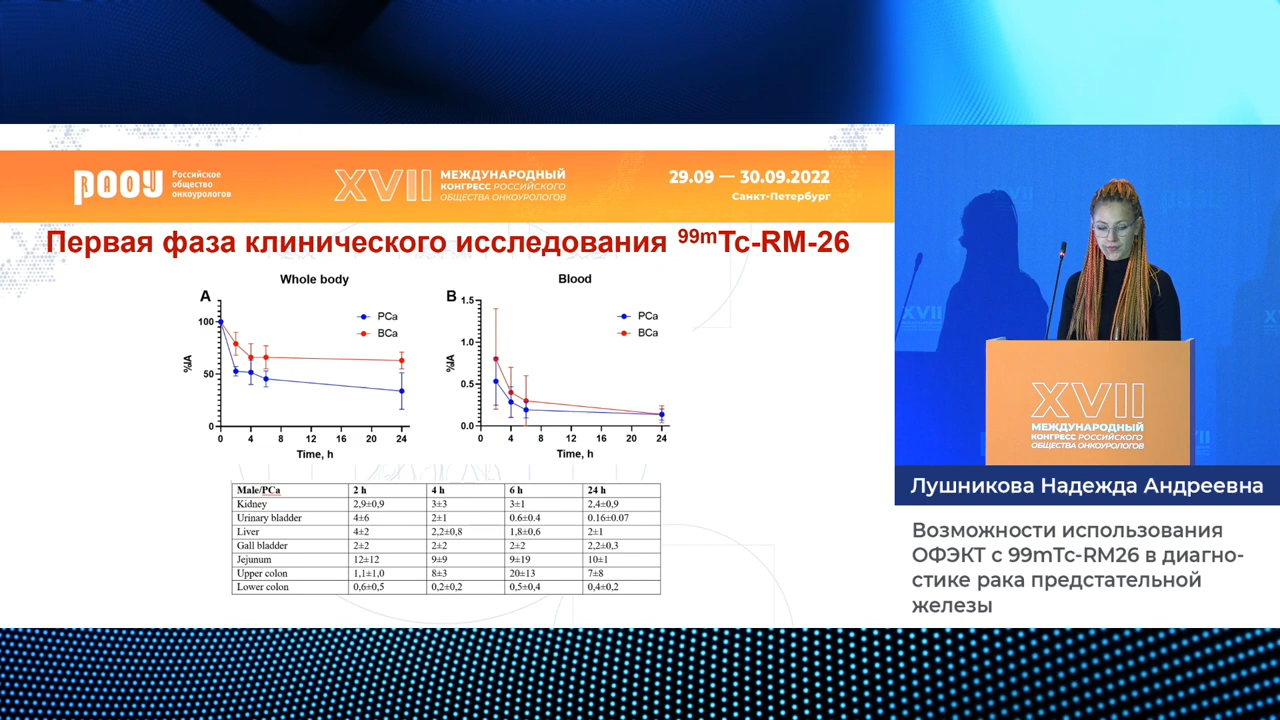 РООУ
Российское
общество
онкоурологов
XVII
МЕЖДУНАРОДНЫЙ
КОНГРЕСС РОССИЙСКОГО
ОБЩЕСТВА ОНКОУРОЛОГОВ
29.09 — 30.09.2022
Санкт-Петербург
Первая фаза клинического исследования 99mTc-RM-26
Whole body
A
PCa
BCa
%IA
100
50
0
0 4 8 12 16 20 24
Time, h
Blood
B
PCa
BCa
%IA
1.5
1.0
0.5
0.0
0 4 8 12 16 20 24
Time, h
Male/PCa 2 h 4 h 6 h 24 h
Kidney 2,9±0,9 3±3 3±1 2,4±0,9
Urinary bladder 4±6 2±1 0.6±0.4 0.16±0.07
Liver 4±2 2,2±0,8 1,8±0,6 2±1
Gall bladder 2±2 2±2 2±2 2,2±0,3
Jejunum 12±12 9±9 9±19 10±1
Upper colon 1,1±1,0 8±3 20±13 7±8
Lower colon 0,6±0,5 0,2±0,2 0,5±0,4 0,4±0,2
XVII
XVII
МЕЖДУНАРОДНЫЙ
КОНГРЕСС РОССИЙСКОГО
ОБЩЕСТВА ОНКОУРОЛОГОВ
Лушникова Надежда Андреевна
Возможности использования
ОФЭКТ с 99mTc-RM26 в диагно-
стике рака предстательной
железы